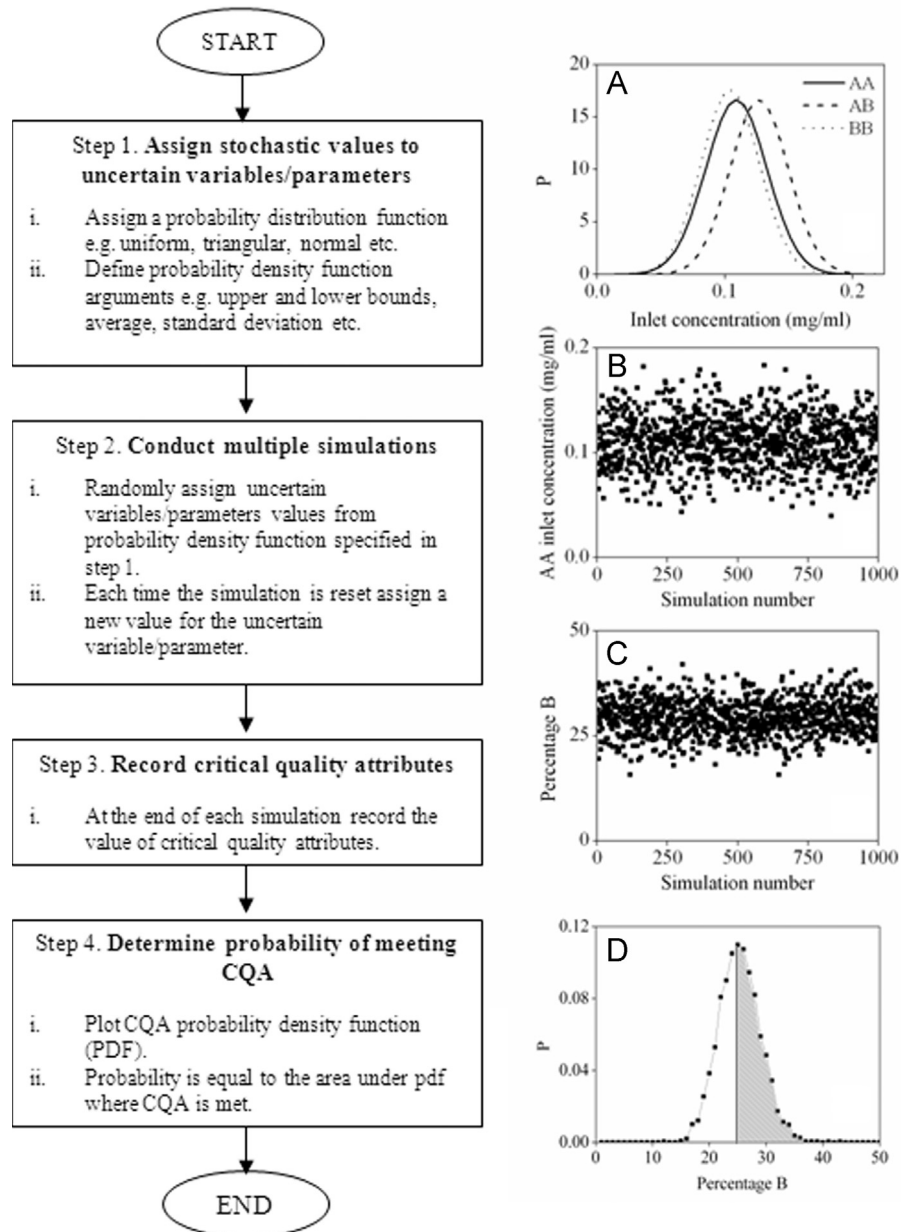 START
Step 1. Assign stochastic values to
uncertain variables/parameters
i. Assign a probability distribution function
e.g. uniform, triangular, normal etc.
ii. Define probability density function
arguments e.g. upper and lower bounds,
average, standard deviation etc.
Step 2. Conduct multiple simulations
i. Randomly assign uncertain
variables/parameters values from
probability density function specified in
step 1.
ii. Each time the simulation is reset assign a
new value for the uncertain
variable/parameter.
Step 3. Record critical quality attributes
i. At the end of each simulation record the
value of critical quality attributes.
Step 4. Determine probability of meeting
CQA
i. Plot CQA probability density function
(PDF).
ii. Probability is equal to the area under pdf
where CQA is met.
END
A
AA
AB
BB
P
20
15
10
5
0
0.0 0.1 0.2
Inlet concentration (mg/ml)
B
AA inlet concentration (mg/ml)
0.2
0.1
0.0
0 250 500 750 1000
Simulation number
C
Percentage B
50
25
0
0 250 500 750 1000
Simulation number
D
P
0.12
0.08
0.04
0.00
0 10 20 30 40 50
Percentage B